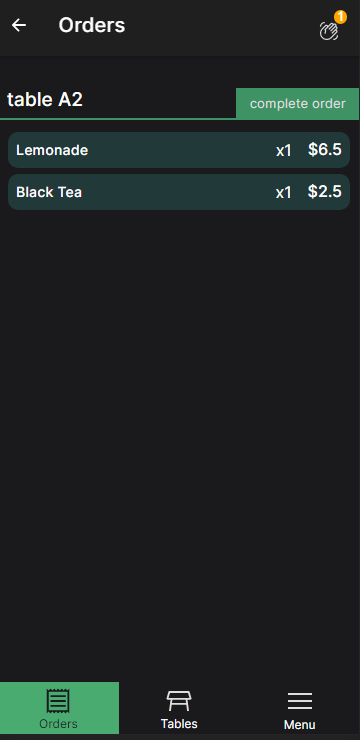 Orders
1
table A2
complete order
Lemonade x1 $6.5
Black Tea x1 $2.5
Orders Tables Menu